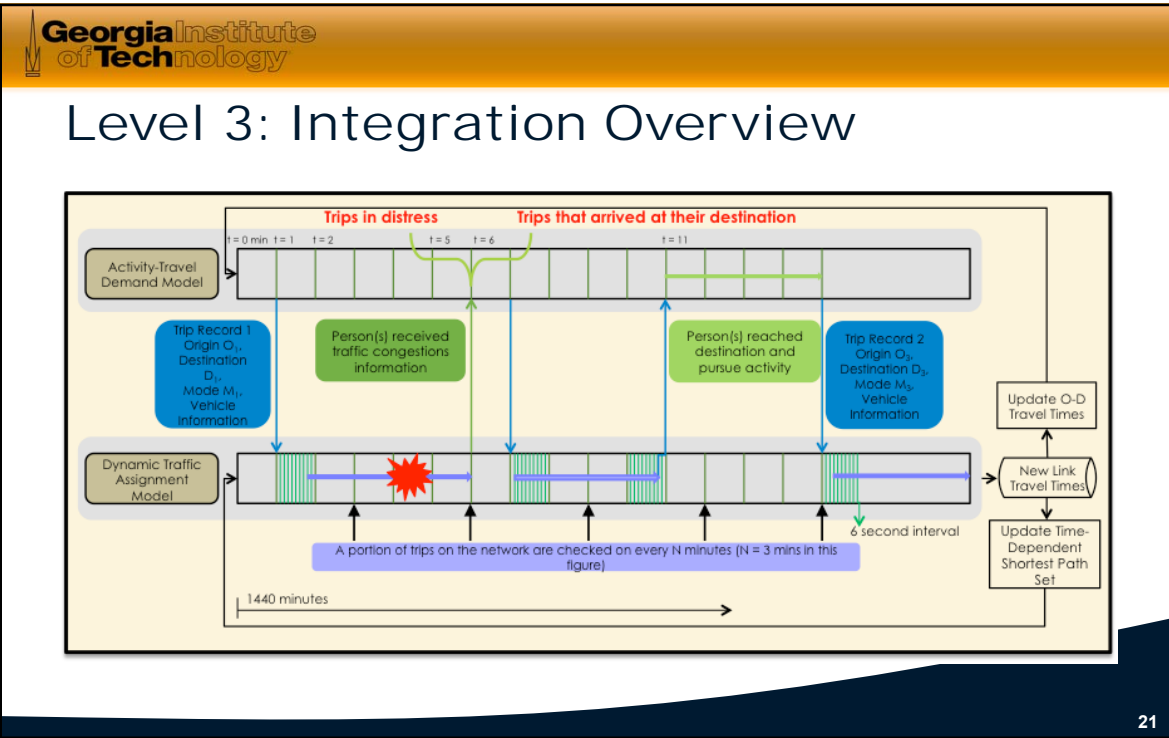 Georgia Institute
of Technology
Level 3: Integration Overview
Trips in distress
Trips that arrived at their destination
t = 0 min t = 1 t = 2 t = 5 t = 6 t = 11
Activity-Travel
Demand Model
Trip Record 1
Origin O1,
Destination
D1,
Mode M1,
Vehicle
Information
Person(s) received
traffic congestions
information
Person(s) reached
destination and
pursue activity
Trip Record 2
Origin O3,
Destination D3,
Mode M3,
Vehicle
Information
Update O-D
Travel Times
Dynamic Traffic
Assignment
Model
New Link
Travel Times
6 second interval
A portion of trips on the network are checked on every N minutes (N = 3 mins in this
figure)
Update Time-
Dependent
Shortest Path
Set
1440 minutes
21